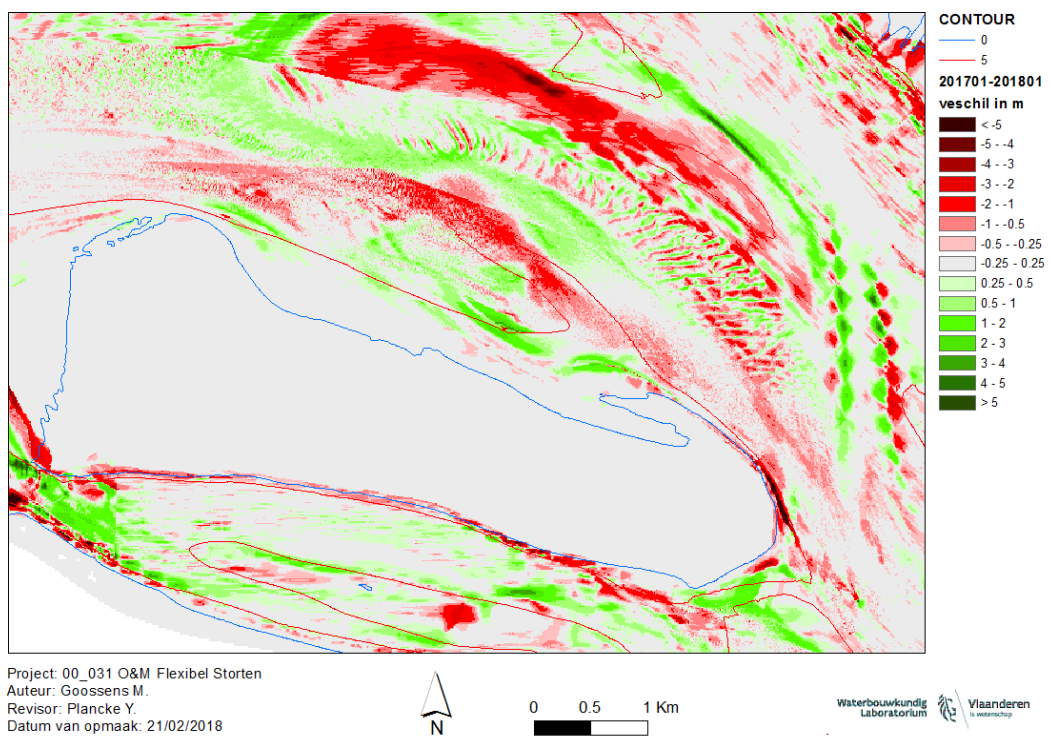 CONTOUR
0
5
201701-201801
veschil in m
< -5
-5 - -4
-4 - -3
-3 - -2
-2 - -1
-1 - -0.5
-0.5 - -0.25
-0.25 - 0.25
0.25 - 0.5
0.5 - 1
1 - 2
2 - 3
3 - 4
4 - 5
> 5
Project: 00_031 O&M Flexibel Storten
Auteur: Goossens M.
Revisor: Plancke Y.
Datum van opmaak: 21/02/2018
N
0 0.5 1 Km
Waterbouwkundig
Laboratorium
Vlaanderen
is wetenschap